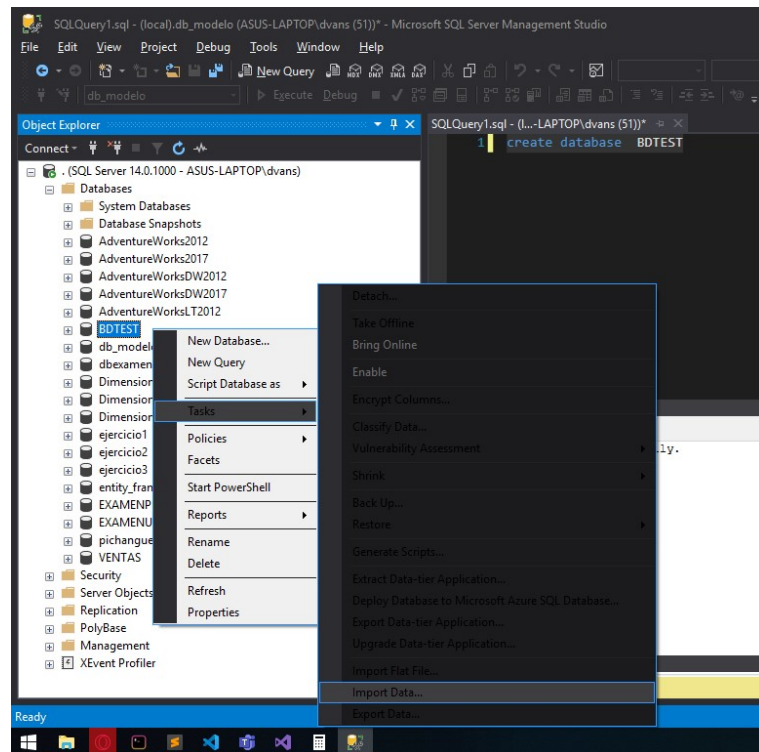 SQLQuery1.sql - (local).db_modelo (ASUS-LAPTOP\dvans (51))* - Microsoft SQL Server Management Studio
File Edit View Project Debug Tools Window Help
New Query MDX DMX XMLA DAX
db_modelo Execute Debug
Object Explorer
SQLQuery1.sql - (l...-LAPTOP\dvans (51))*
Connect
1 create database BDTEST
. (SQL Server 14.0.1000 - ASUS-LAPTOP\dvans)
Databases
System Databases
Database Snapshots
AdventureWorks2012
AdventureWorks2017
AdventureWorksDW2012
AdventureWorksDW2017
AdventureWorksLT2012
BDTEST
db_model
dbexamen
Dimension
Dimension
Dimension
ejercicio1
ejercicio2
ejercicio3
entity_fran
EXAMENP
EXAMENU
pichangue
VENTAS
Security
Server Objects
Replication
PolyBase
Management
XEvent Profiler
New Database...
New Query
Script Database as
Tasks
Policies
Facets
Start PowerShell
Reports
Rename
Delete
Refresh
Properties
Detach...
Take Offline
Bring Online
Enable
Encrypt Columns...
Classify Data...
Vulnerability Assessment
Shrink
Back Up...
Restore
Generate Scripts...
Extract Data-tier Application...
Deploy Database to Microsoft Azure SQL Database...
Export Data-tier Application...
Upgrade Data-tier Application...
Import Flat File...
Import Data...
Export Data...
ly.
Ready